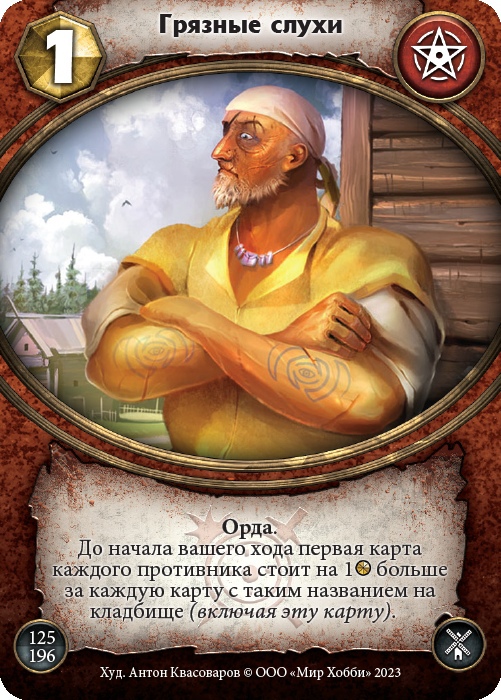 Грязные слухи
1
Орда.
До начала вашего хода первая карта
каждого противника стоит на 1 больше
за каждую карту с таким названием на
кладбище (включая эту карту).
125
196
Худ. Антон Квасоваров © ООО «Мир Хобби» 2023